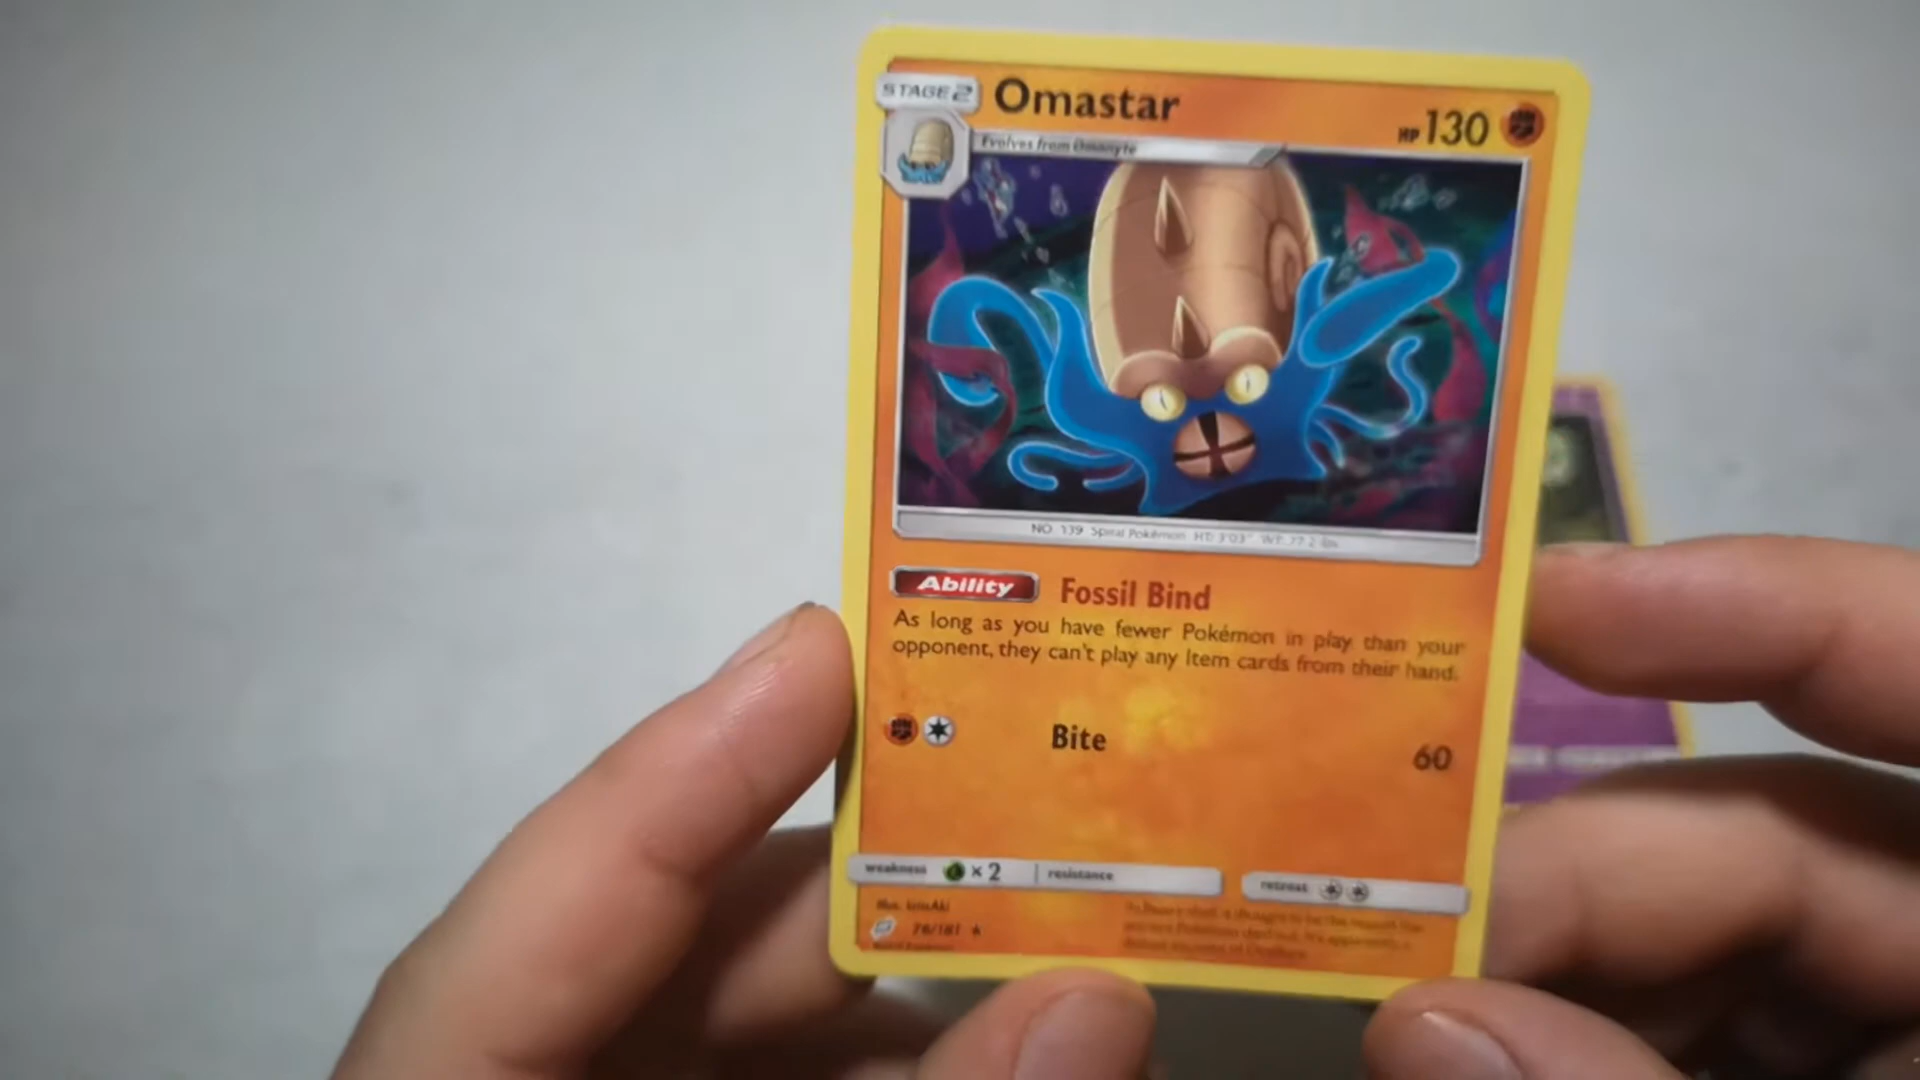 STAGE 2 Omastar HP 130
Evolves from Omanyte
NO. 139 Spiral Pokémon HT: 3'03" WT: 77.2 lbs
Ability Fossil Bind
As long as you have fewer Pokémon in play than your
opponent, they can't play any Item cards from their hand.
Bite 60
weakness × 2 resistance retreat
Illus.
76/181